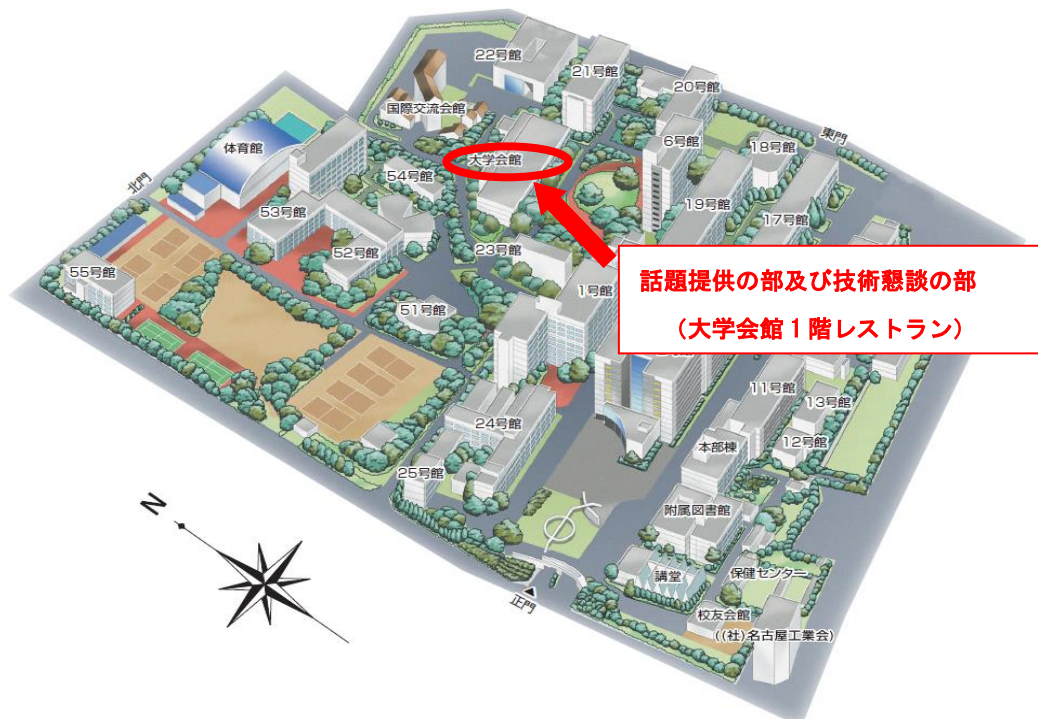 22号館
21号館
20号館
国際交流会館
東門
6号館
18号館
体育館
大学会館
54号館
北門
19号館
17号館
53号館
52号館
23号館
55号館
1号館
51号館
話題提供の部及び技術懇談の部
（大学会館１階レストラン）
11号館
13号館
24号館
12号館
本部棟
25号館
附属図書館
N
講堂
保健センター
正門
校友会館
((社)名古屋工業会)